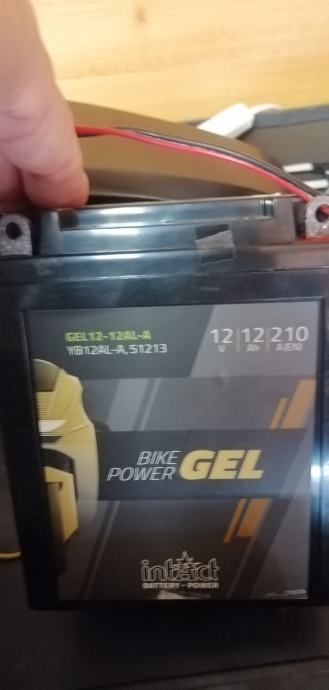 GEL12-12AL-A
YB12AL-A, 51213
12 | 12 | 210
V Ah A(EN)
BIKE
POWER GEL
intAct
BATTERY-POWER